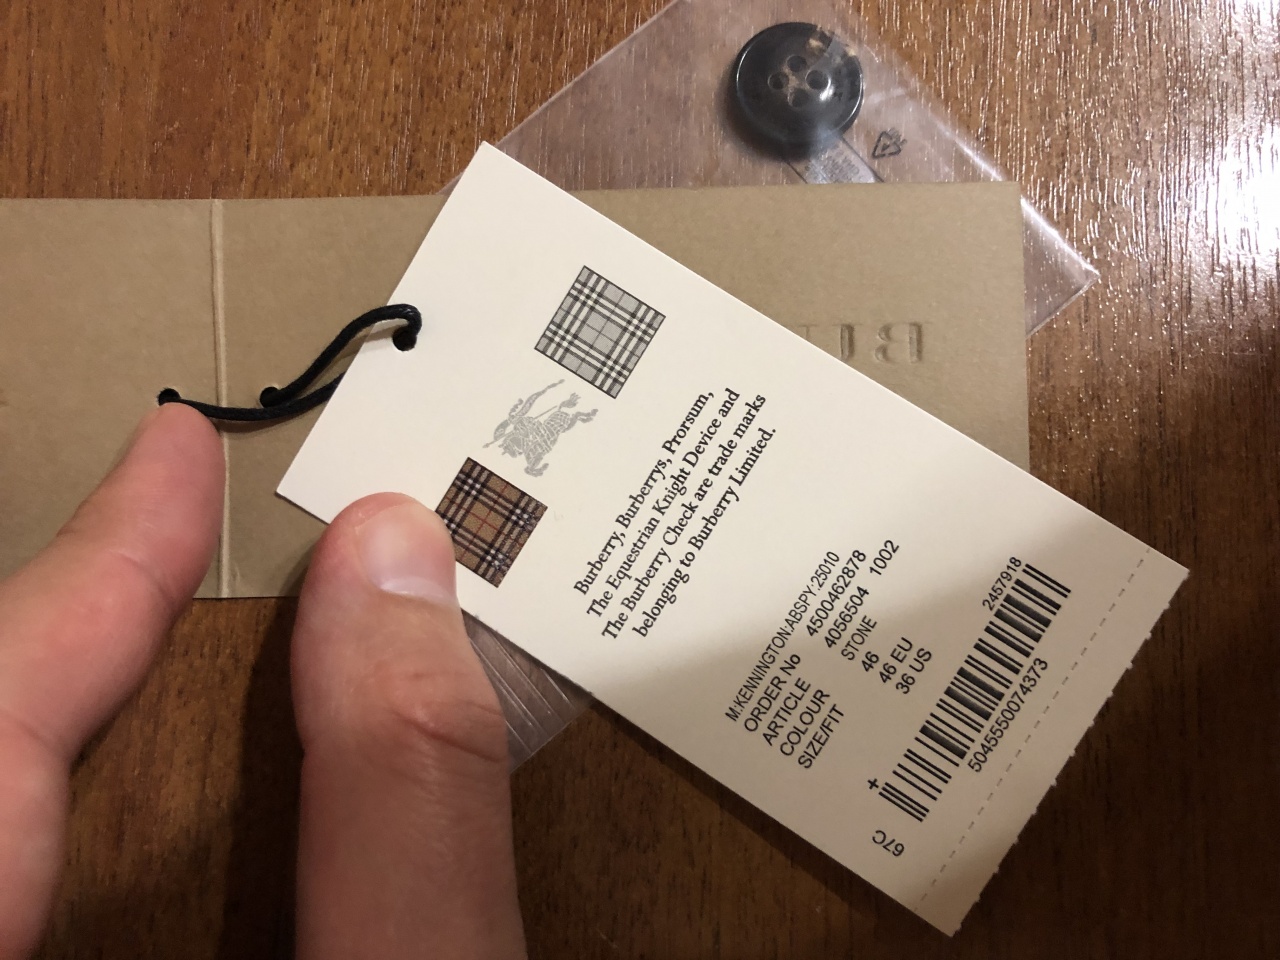 Burberry, Burberrys, Prorsum,
The Equestrian Knight Device and
The Burberry Check are trade marks
belonging to Burberry Limited.
M:KENNINGTON:ABSPY:25010
ORDER No 4500462878
ARTICLE 4056504 1002
COLOUR STONE
SIZE/FIT 46
46 EU
36 US
2457918
5045550074373
67C